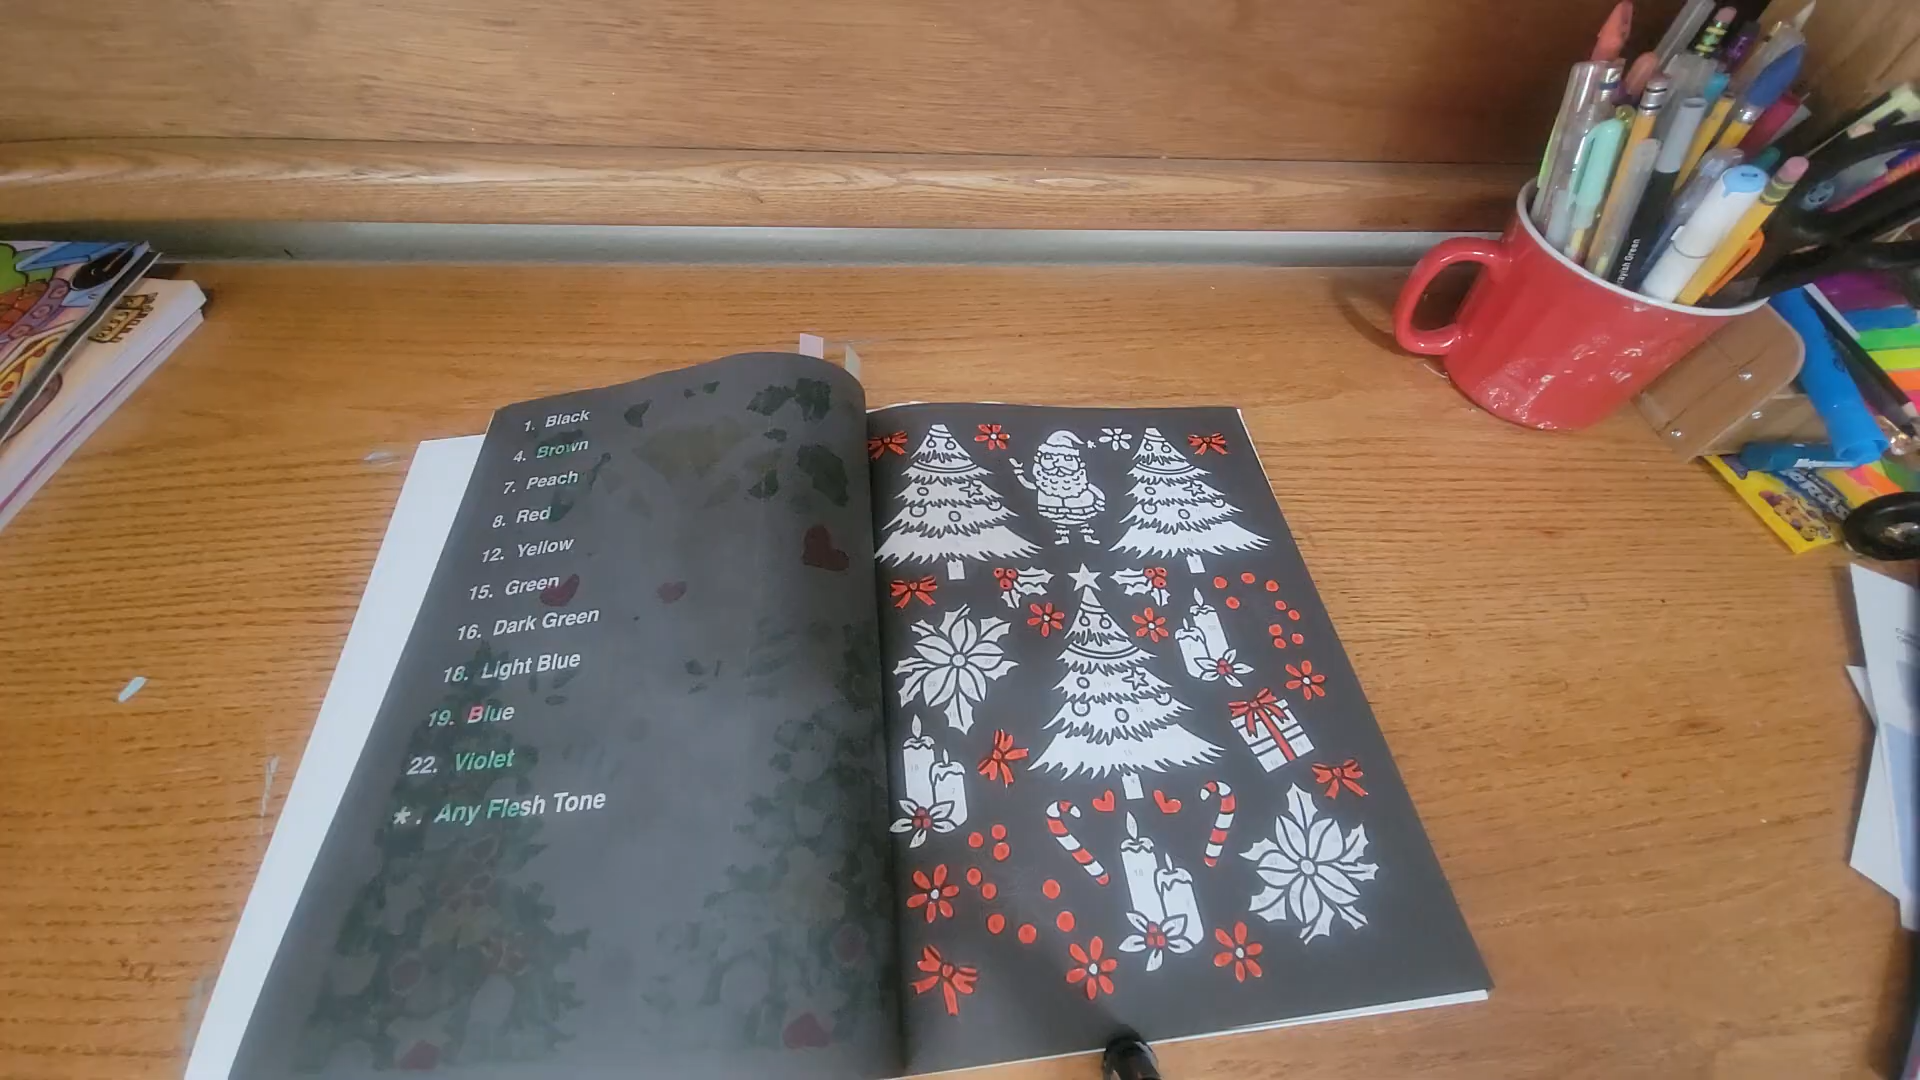 1. Black
4. Brown
7. Peach
8. Red
12. Yellow
15. Green
16. Dark Green
18. Light Blue
19. Blue
22. Violet
*. Any Flesh Tone